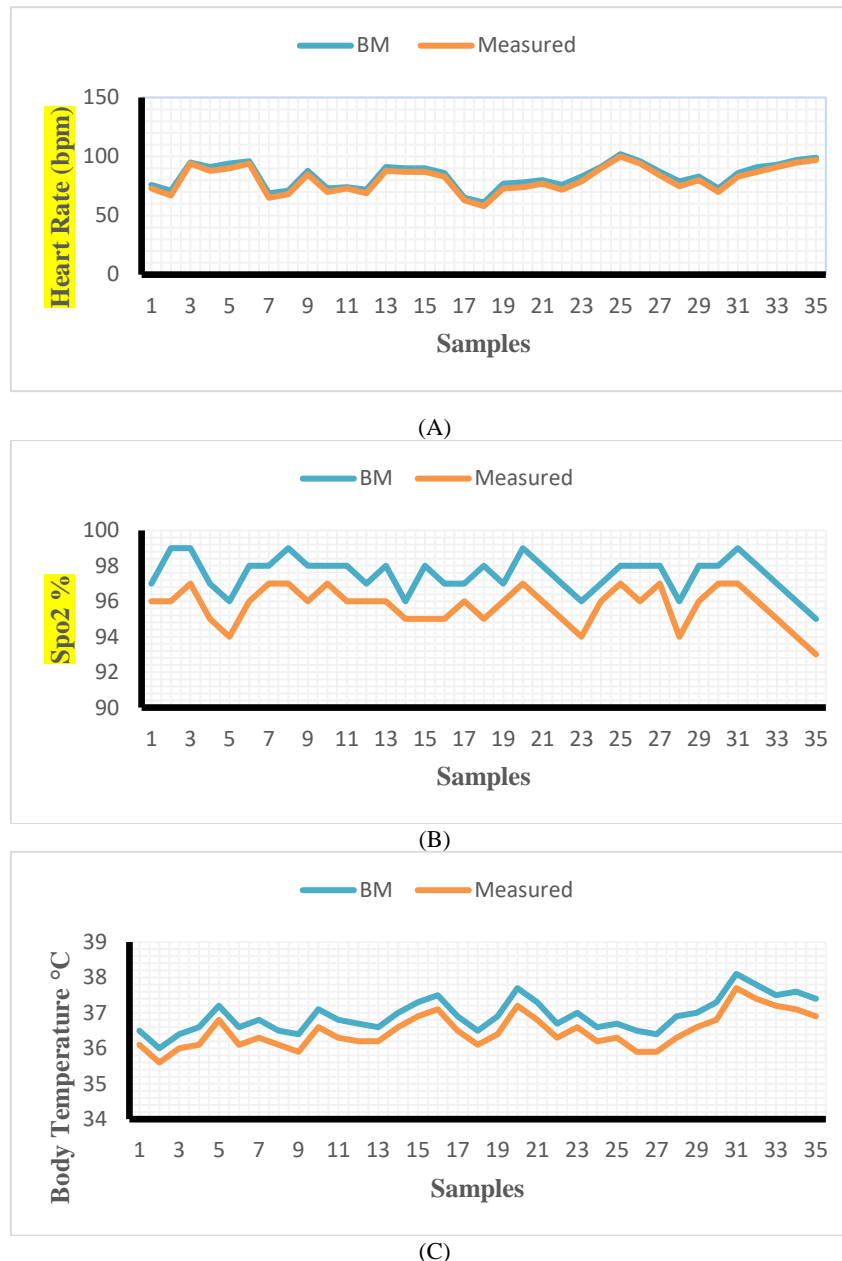 BM Measured
Heart Rate (bpm)
150
100
50
0
1 3 5 7 9 11 13 15 17 19 21 23 25 27 29 31 33 35
Samples
(A)
BM Measured
Spo2 %
100
98
96
94
92
90
1 3 5 7 9 11 13 15 17 19 21 23 25 27 29 31 33 35
Samples
(B)
BM Measured
Body Temperature °C
39
38
37
36
35
34
1 3 5 7 9 11 13 15 17 19 21 23 25 27 29 31 33 35
Samples
(C)